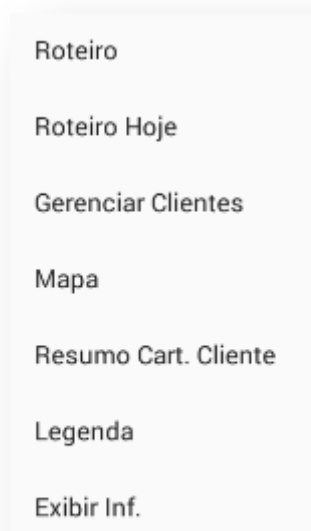 Roteiro
Roteiro Hoje
Gerenciar Clientes
Mapa
Resumo Cart. Cliente
Legenda
Exibir Inf.